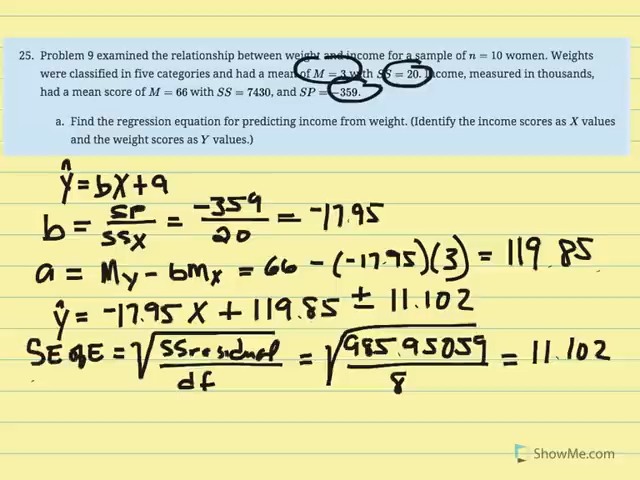 25. Problem 9 examined the relationship between weight and income for a sample of n = 10 women. Weights
were classified in five categories and had a mean of M = 3 with SS = 20. Income, measured in thousands,
had a mean score of M = 66 with SS = 7430, and SP = −359.
a. Find the regression equation for predicting income from weight. (Identify the income scores as X values
and the weight scores as Y values.)
Ŷ = bX + a
b = SP/SSX = -359/20 = -17.95
a = My - bMx = 66 - (-17.95)(3) = 119.85
ŷ = -17.95 X + 119.85 ± 11.102
SE of E = √(SSresidual/df) = √(985.95059/8) = 11.102
ShowMe.com